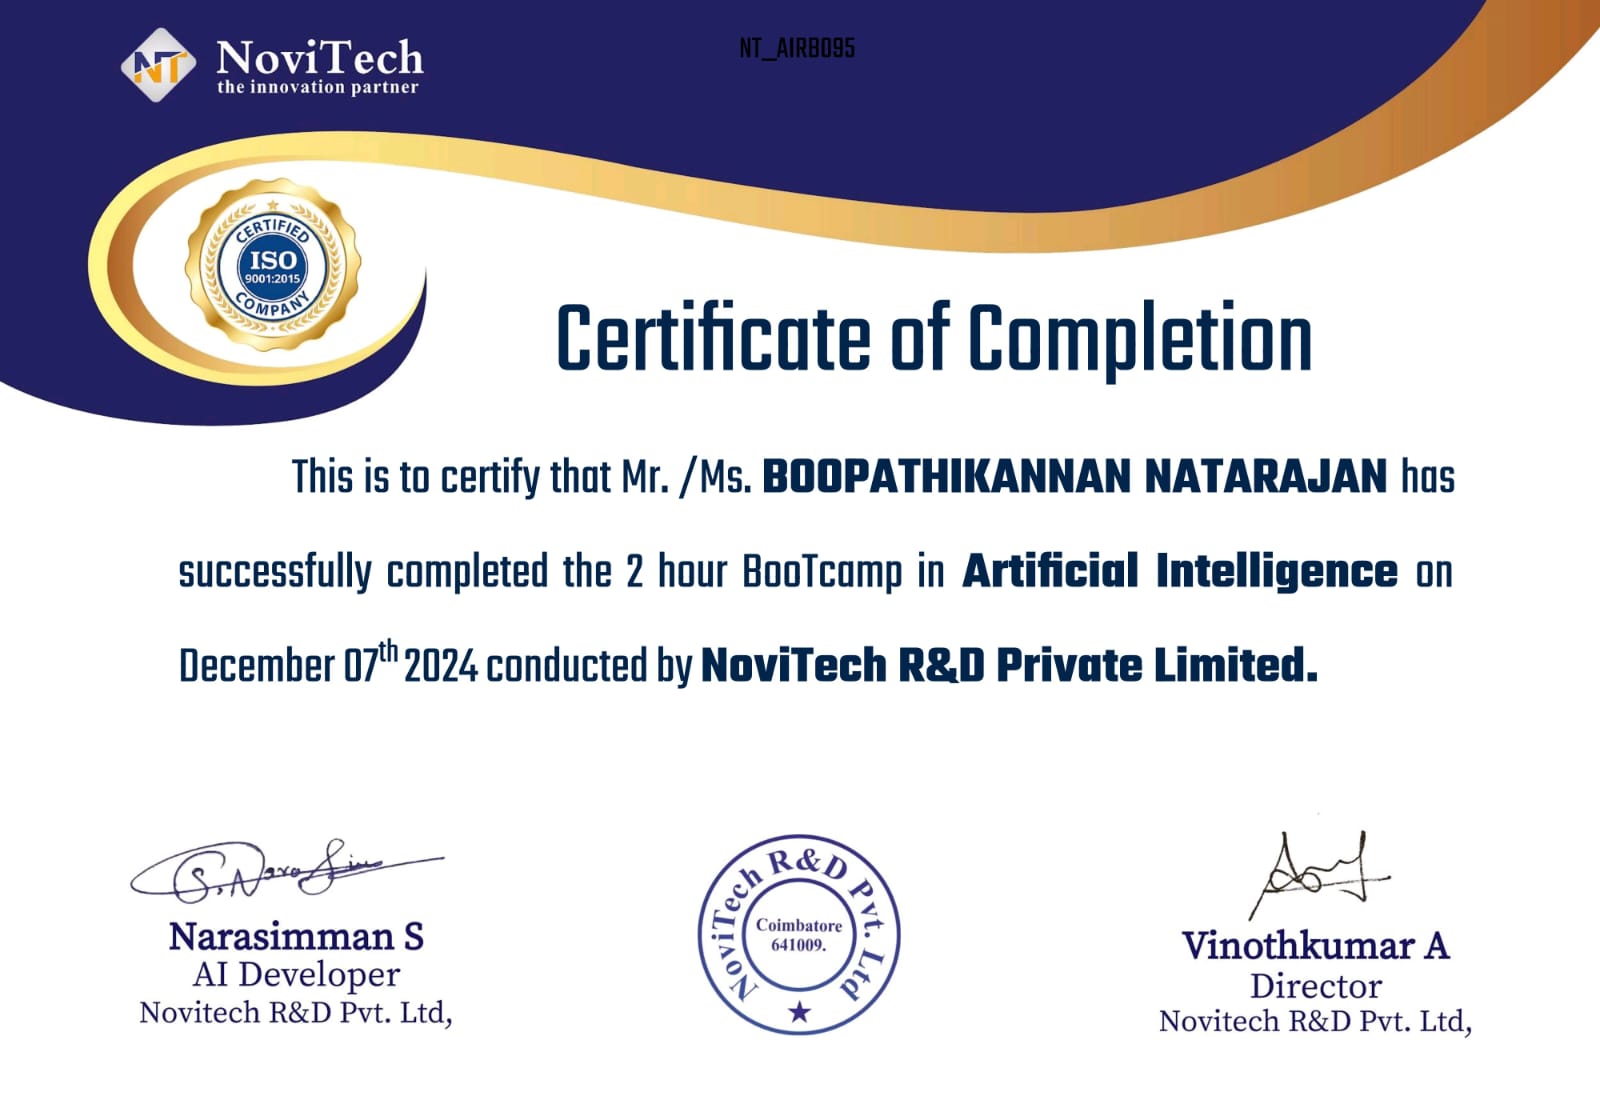 NT
NoviTech
the innovation partner
NT_AIRB095
CERTIFIED
ISO
9001:2015
COMPANY
Certificate of Completion
This is to certify that Mr. /Ms. BOOPATHIKANNAN NATARAJAN has
successfully completed the 2 hour BooTcamp in Artificial Intelligence on
December 07th 2024 conducted by NoviTech R&D Private Limited.
S. Narasim
Narasimman S
AI Developer
Novitech R&D Pvt. Ltd,
NoviTech R&D Pvt. Ltd
Coimbatore
641009.
Vinothkumar A
Director
Novitech R&D Pvt. Ltd,